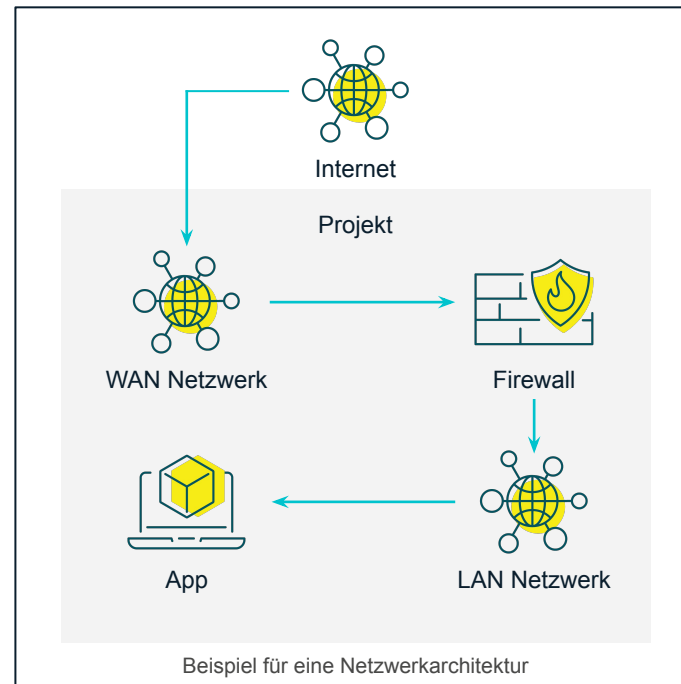 Internet
Projekt
WAN Netzwerk
Firewall
App
LAN Netzwerk
Beispiel für eine Netzwerkarchitektur